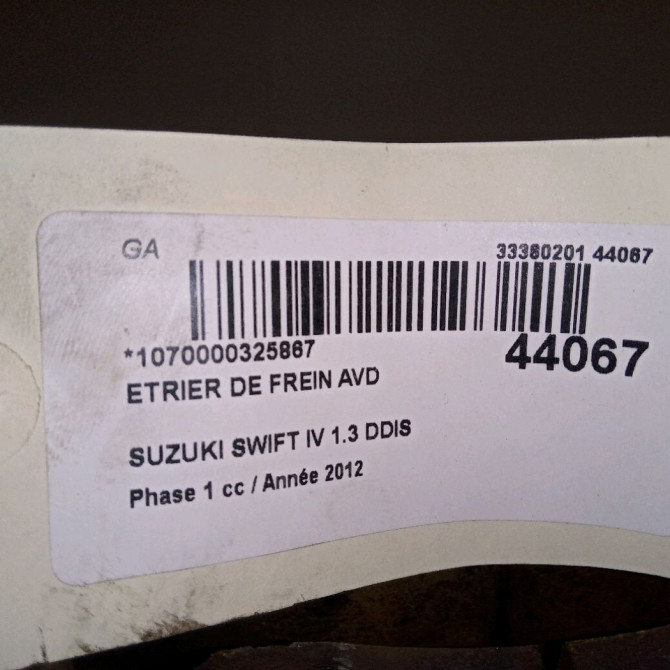 GA
33380201 44067
*1070000325867
44067
ETRIER DE FREIN AVD
SUZUKI SWIFT IV 1.3 DDIS
Phase 1 cc / Année 2012